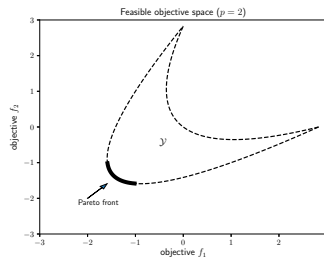 Feasible objective space (p = 2)
3
2
1
0
−1
−2
−3
objective f₂
𝒴
Pareto front
−3
−2
−1
0
1
2
3
objective f₁